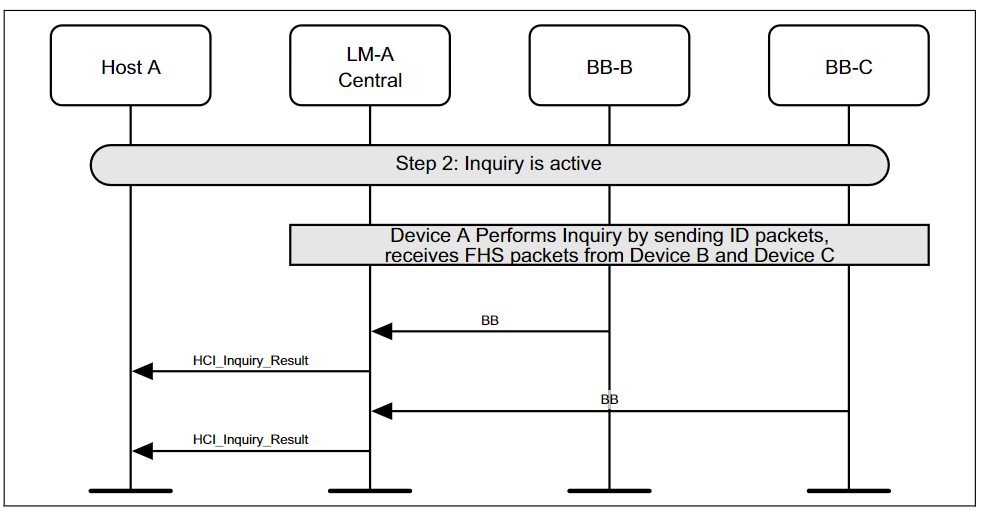 Host A
LM-A
Central
BB-B
BB-C
Step 2: Inquiry is active
Device A Performs Inquiry by sending ID packets,
receives FHS packets from Device B and Device C
BB
HCI_Inquiry_Result
BB
HCI_Inquiry_Result